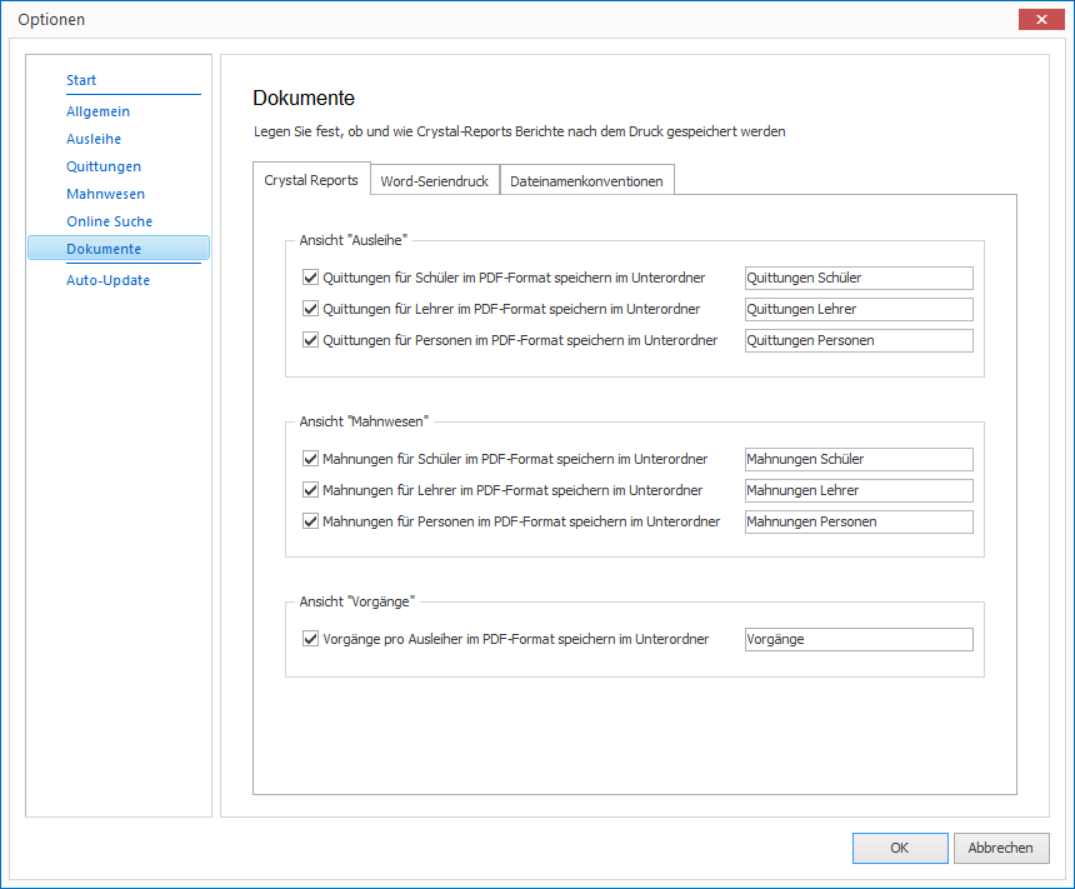 Optionen
Start
Allgemein
Ausleihe
Quittungen
Mahnwesen
Online Suche
Dokumente
Auto-Update
Dokumente
Legen Sie fest, ob und wie Crystal-Reports Berichte nach dem Druck gespeichert werden
Crystal Reports Word-Seriendruck Dateinamenkonventionen
Ansicht "Ausleihe"
Quittungen für Schüler im PDF-Format speichern im Unterordner Quittungen Schüler
Quittungen für Lehrer im PDF-Format speichern im Unterordner Quittungen Lehrer
Quittungen für Personen im PDF-Format speichern im Unterordner Quittungen Personen
Ansicht "Mahnwesen"
Mahnungen für Schüler im PDF-Format speichern im Unterordner Mahnungen Schüler
Mahnungen für Lehrer im PDF-Format speichern im Unterordner Mahnungen Lehrer
Mahnungen für Personen im PDF-Format speichern im Unterordner Mahnungen Personen
Ansicht "Vorgänge"
Vorgänge pro Ausleiher im PDF-Format speichern im Unterordner Vorgänge
OK Abbrechen